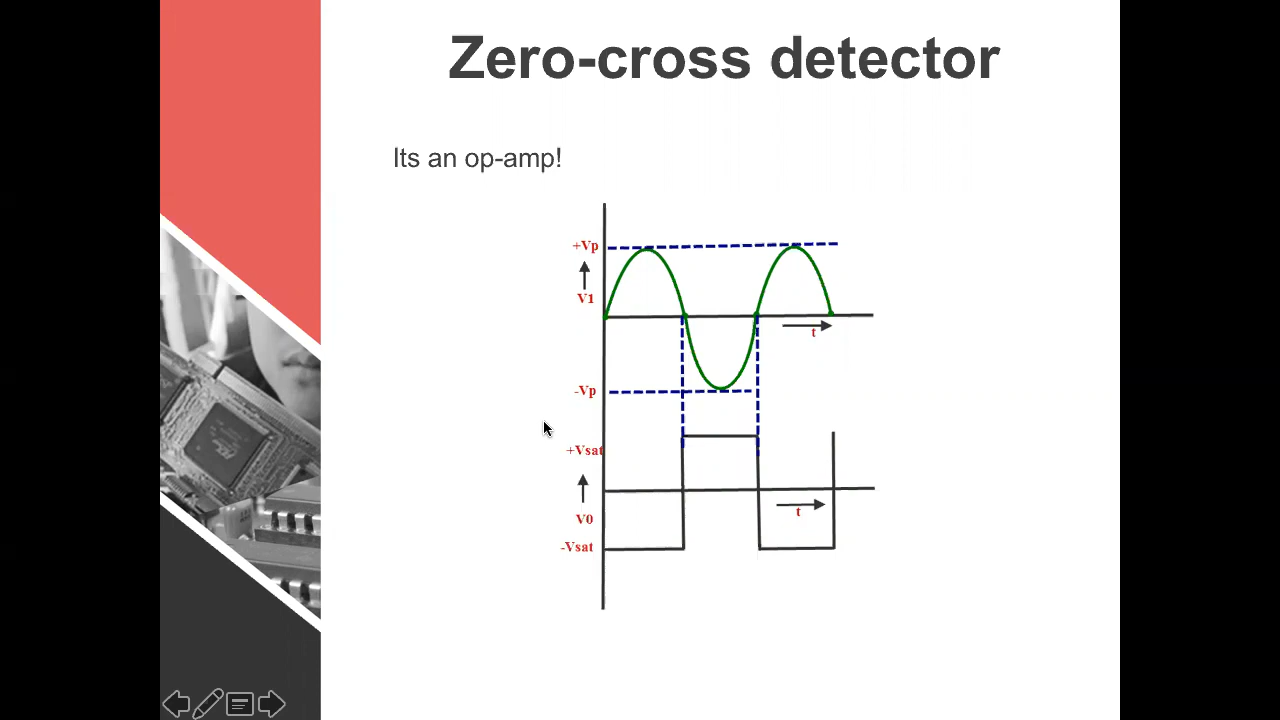 Zero-cross detector
Its an op-amp!
+Vp
V1
t
-Vp
+Vsat
t
V0
-Vsat